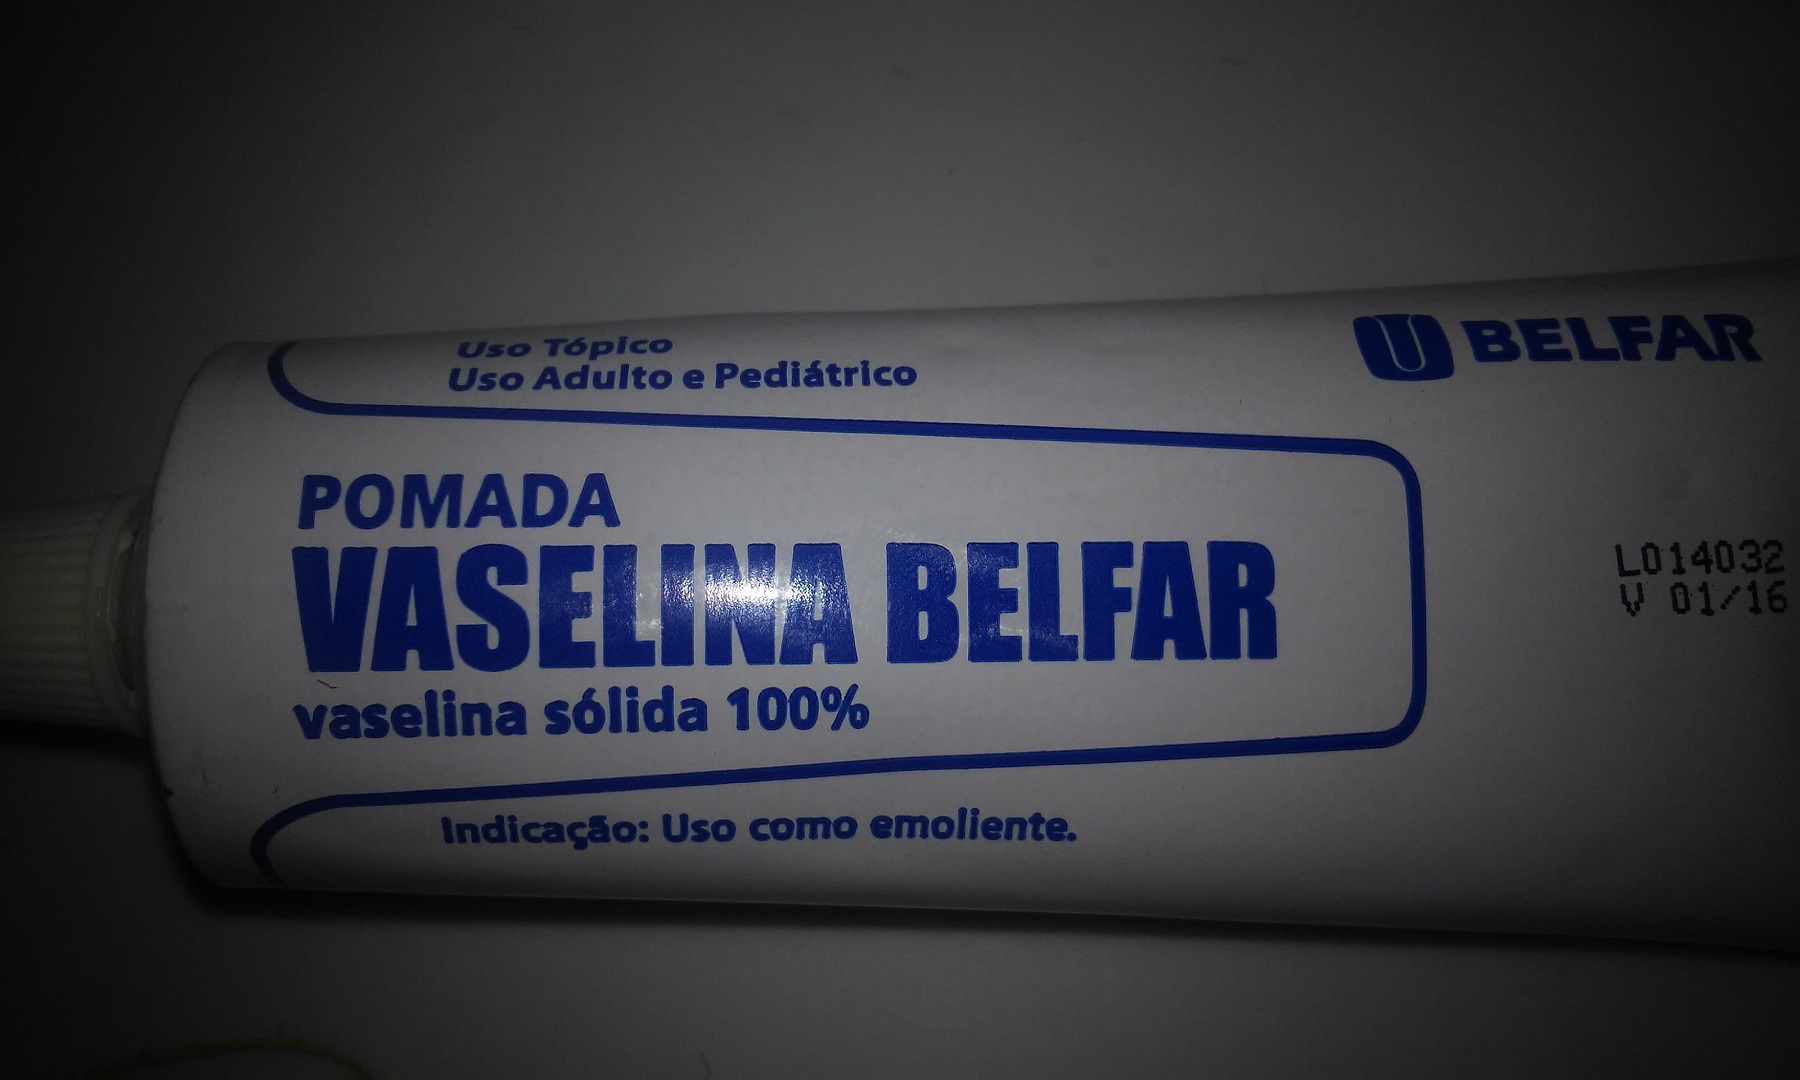 Uso Tópico
Uso Adulto e Pediátrico
BELFAR
POMADA
VASELINA BELFAR
vaselina sólida 100%
Indicação: Uso como emoliente.
L014032
V 01/16